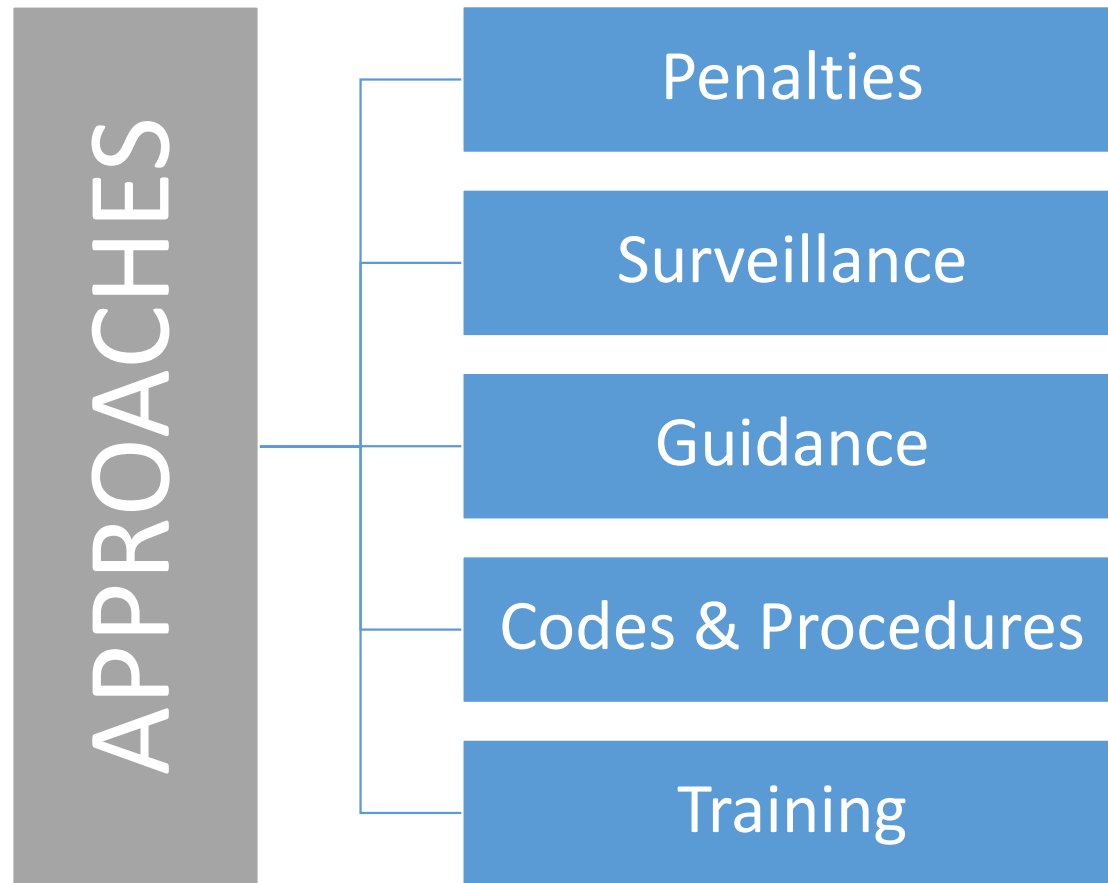 APPROACHES
Penalties
Surveillance
Guidance
Codes & Procedures
Training